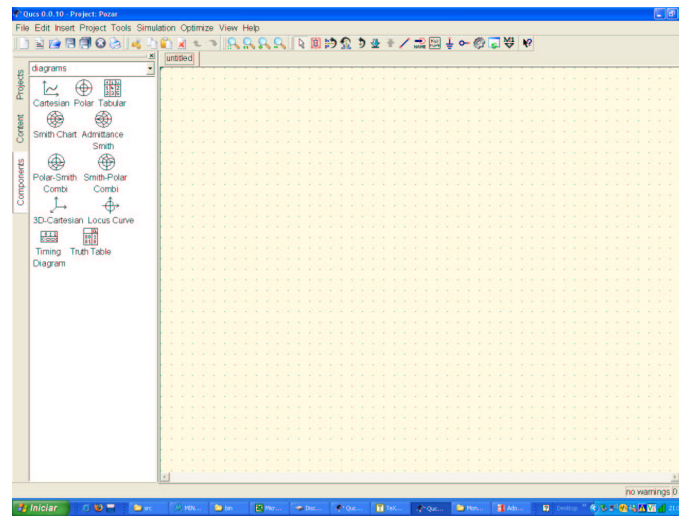 Qucs 0.0.10 - Project: Pozar
File Edit Insert Project Tools Simulation Optimize View Help
untitled
diagrams
Projects
Content
Components
Cartesian Polar Tabular
Smith Chart Admittance
Smith
Polar-Smith Smith-Polar
Combi Combi
3D-Cartesian Locus Curve
Timing Truth Table
Diagram
no warnings 0
Iniciar
src
bin
Desktop